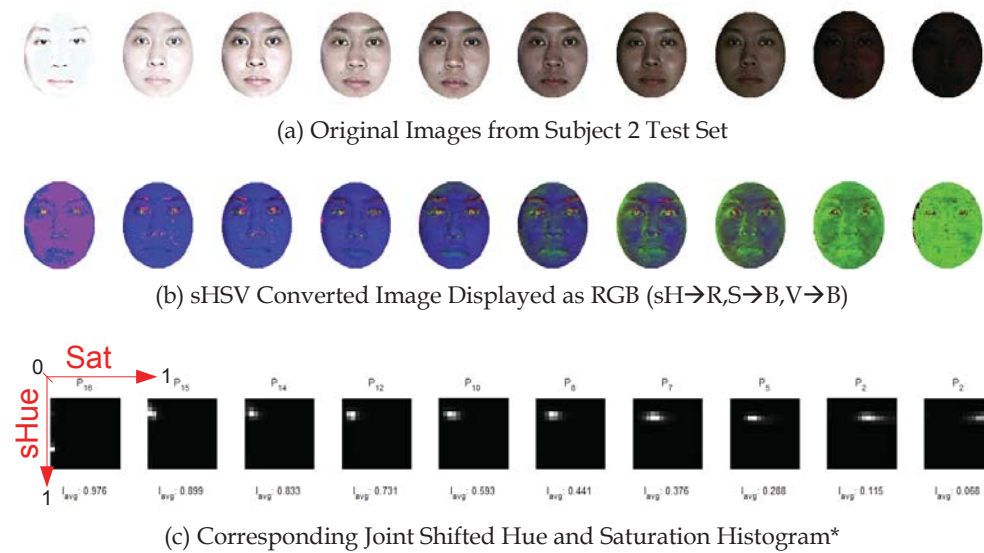 (a) Original Images from Subject 2 Test Set
(b) sHSV Converted Image Displayed as RGB (sH→R,S→B,V→B)
0 Sat 1
sHue
1
P16 P15 P14 P12 P10 P8 P7 P5 P2 P2
Iavg: 0.976 Iavg: 0.899 Iavg: 0.833 Iavg: 0.731 Iavg: 0.593 Iavg: 0.441 Iavg: 0.376 Iavg: 0.288 Iavg: 0.115 Iavg: 0.068
(c) Corresponding Joint Shifted Hue and Saturation Histogram*